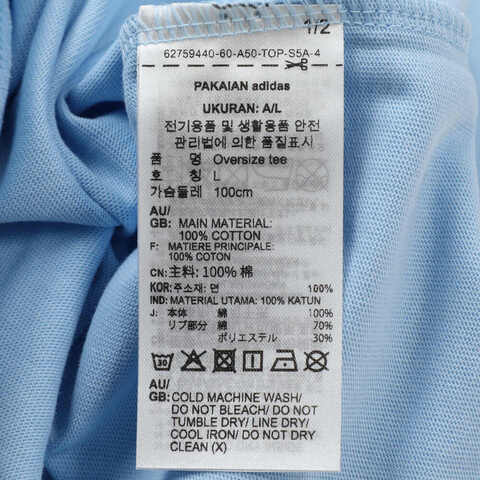 1/2
62759440-60-A50-TOP-S5A-4
PAKAIAN adidas
UKURAN: A/L
전기용품 및 생활용품 안전
관리법에 의한 품질표시
품 명 Oversize tee
호 칭 L
가슴둘레 100cm
AU/
GB: MAIN MATERIAL:
100% COTTON
F: MATIERE PRINCIPALE:
100% COTON
CN: 主料: 100% 棉
KOR: 주소재: 면 100%
IND: MATERIAL UTAMA: 100% KATUN
J: 本体 綿 100%
リブ部分 綿 70%
ポリエステル 30%
30
AU/
GB: COLD MACHINE WASH/
DO NOT BLEACH/ DO NOT
TUMBLE DRY/ LINE DRY/
COOL IRON/ DO NOT DRY
CLEAN (X)